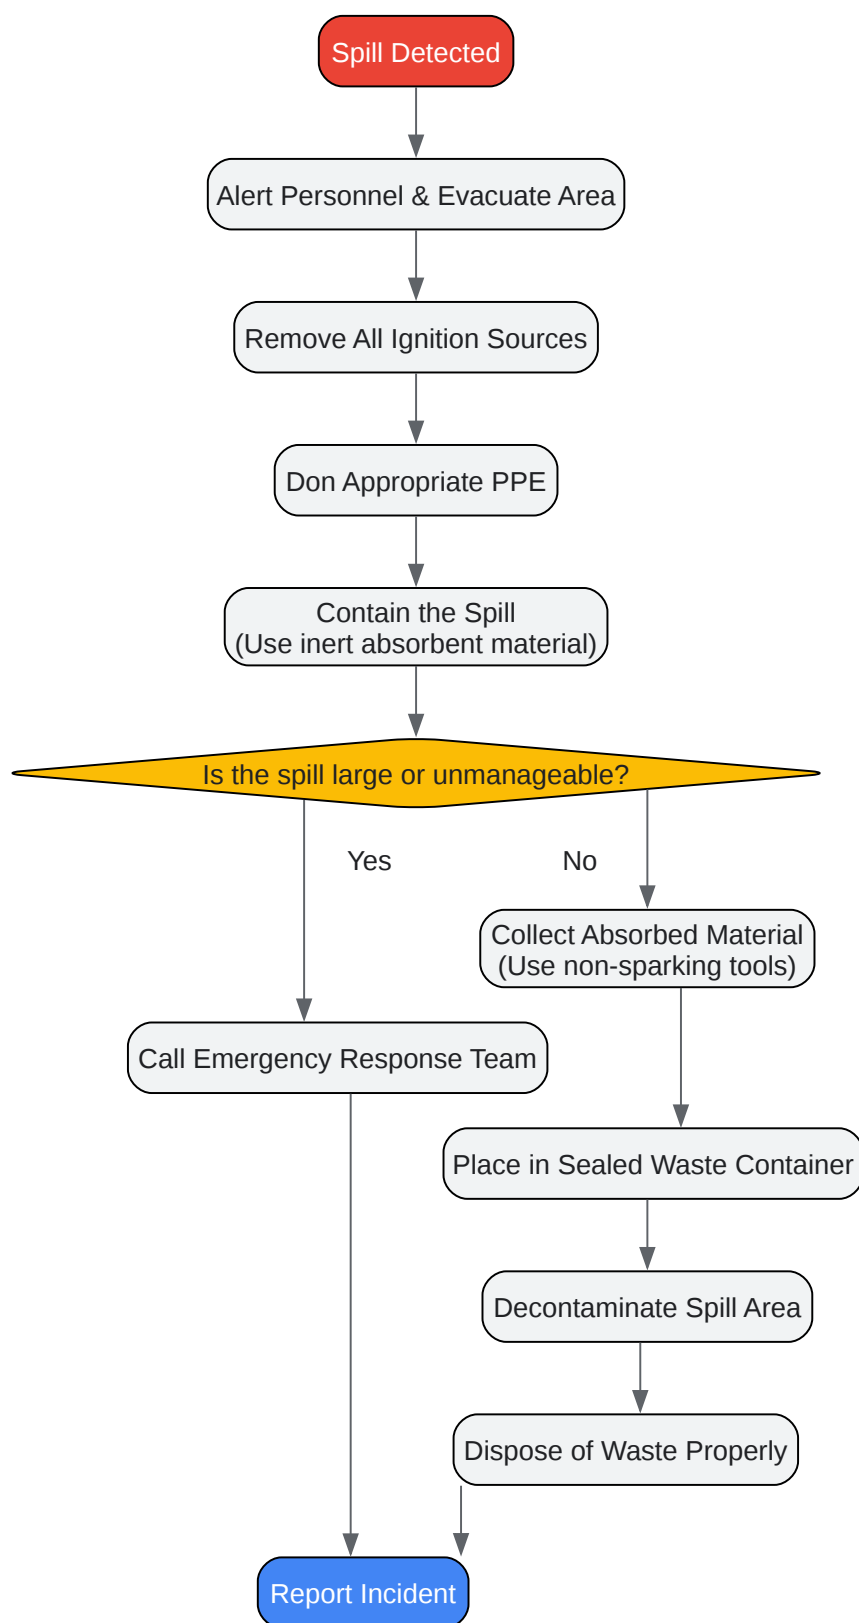 Spill Detected
Alert Personnel & Evacuate Area
Remove All Ignition Sources
Don Appropriate PPE
Contain the Spill
(Use inert absorbent material)
Is the spill large or unmanageable?
Yes
No
Collect Absorbed Material
(Use non-sparking tools)
Call Emergency Response Team
Place in Sealed Waste Container
Decontaminate Spill Area
Dispose of Waste Properly
Report Incident